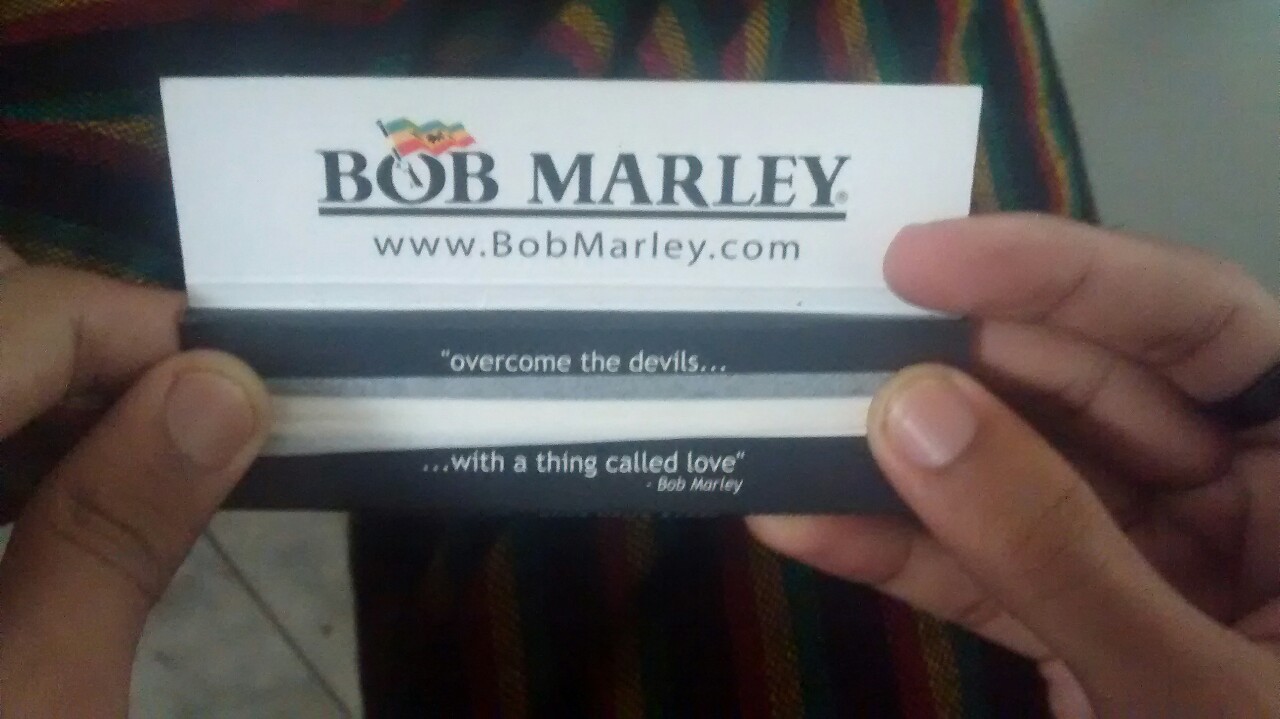 BOB MARLEY®
www.BobMarley.com
"overcome the devils...
...with a thing called love"
- Bob Marley